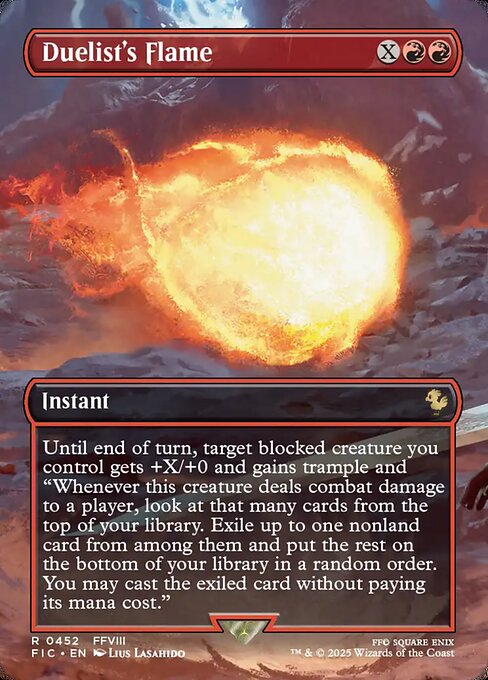 Duelist's Flame X
Instant
Until end of turn, target blocked creature you
control gets +X/+0 and gains trample and
“Whenever this creature deals combat damage
to a player, look at that many cards from the
top of your library. Exile up to one nonland
card from among them and put the rest on
the bottom of your library in a random order.
You may cast the exiled card without paying
its mana cost.”
R 0452 FFVIII FF© SQUARE ENIX
FIC • EN Lius Lasahido ™ & © 2025 Wizards of the Coast